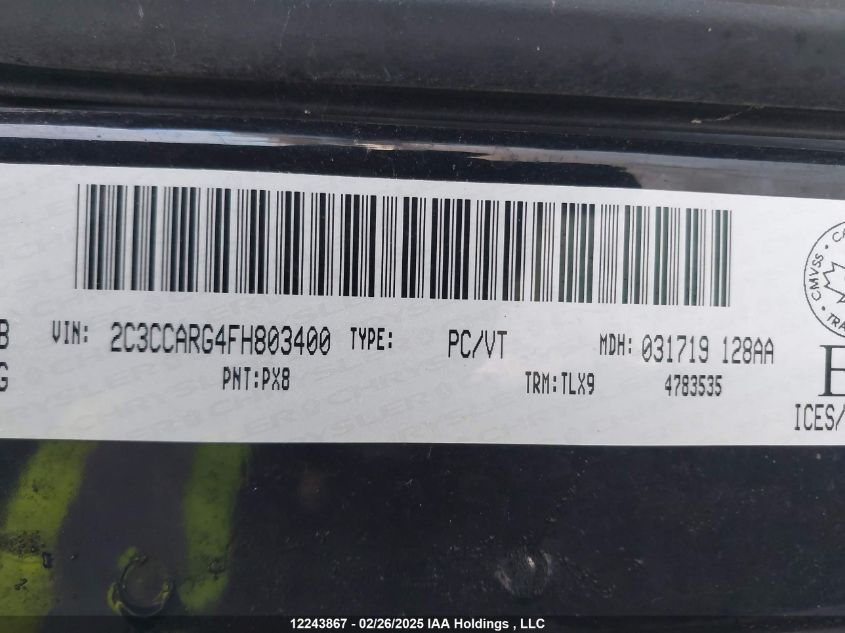 B VIN: 2C3CCARG4FH803400 TYPE: PC/VT MDH: 031719 128AA
G PNT:PX8 TRM:TLX9 4783535
CMVSS
ICES/
12243867 - 02/26/2025 IAA Holdings , LLC